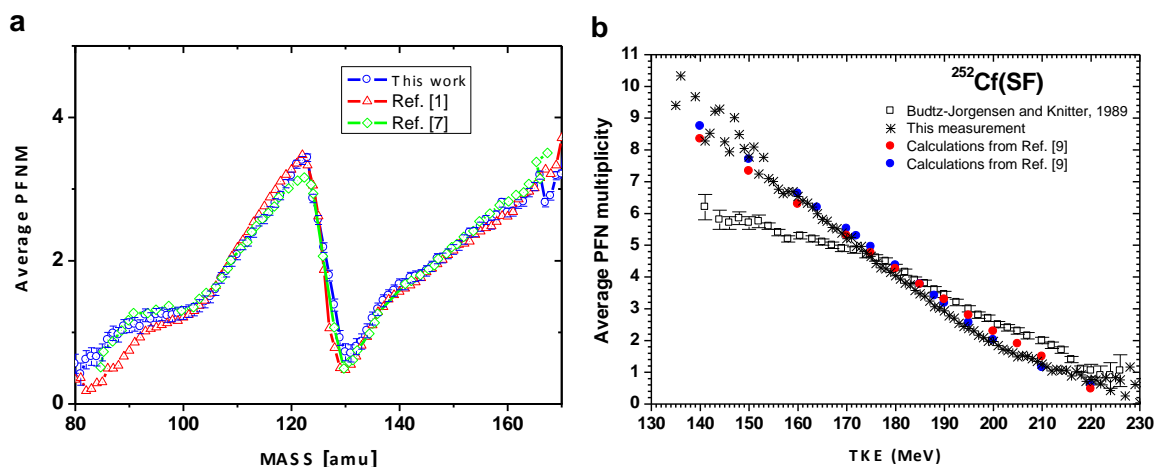 a
Average PFNM
4
2
0
80
100
120
140
160
MASS [amu]
This work
Ref. [1]
Ref. [7]
b
Average PFN multiplicity
11
10
9
8
7
6
5
4
3
2
1
0
130 140 150 160 170 180 190 200 210 220 230
TKE (MeV)
252Cf(SF)
Budtz-Jorgensen and Knitter, 1989
This measurement
Calculations from Ref. [9]
Calculations from Ref. [9]